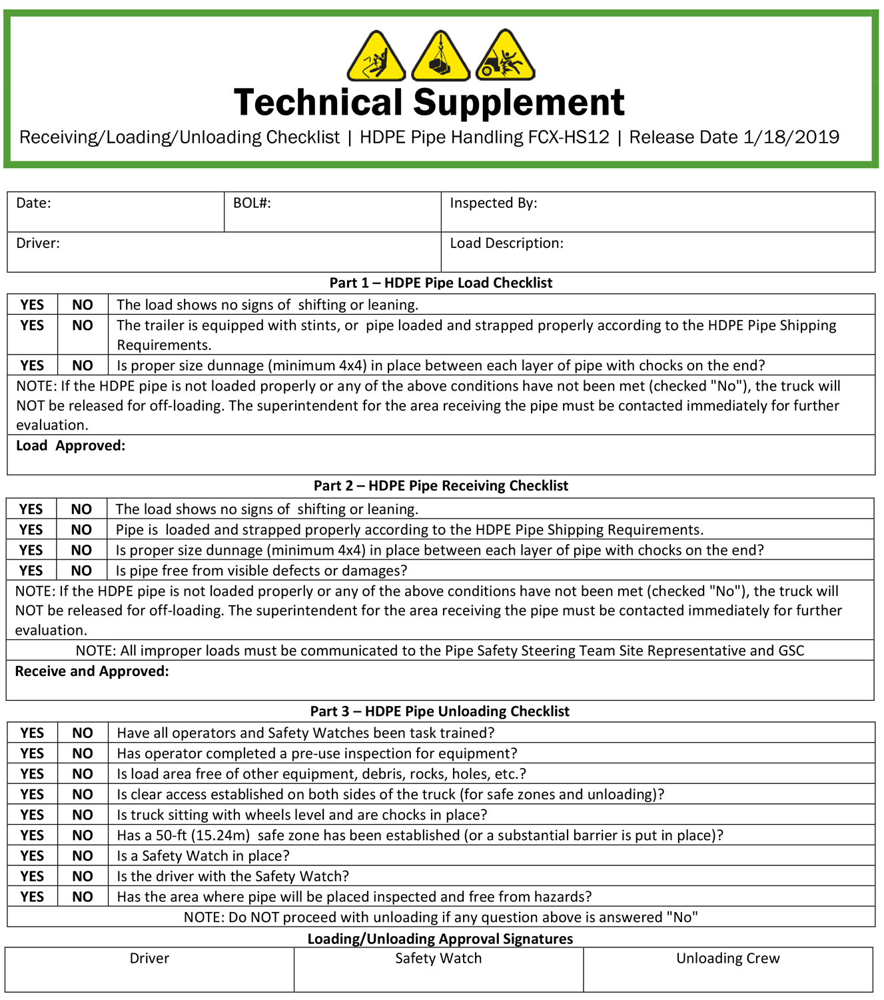 Technical Supplement
Receiving/Loading/Unloading Checklist | HDPE Pipe Handling FCX-HS12 | Release Date 1/18/2019
Date: BOL#: Inspected By:
Driver: Load Description:
Part 1 – HDPE Pipe Load Checklist
YES NO The load shows no signs of  shifting or leaning.
YES NO The trailer is equipped with stints, or  pipe loaded and strapped properly according to the HDPE Pipe Shipping
Requirements.
YES NO Is proper size dunnage (minimum 4x4) in place between each layer of pipe with chocks on the end?
NOTE: If the HDPE pipe is not loaded properly or any of the above conditions have not been met (checked "No"), the truck will
NOT be released for off-loading. The superintendent for the area receiving the pipe must be contacted immediately for further
evaluation.
Load  Approved:
Part 2 – HDPE Pipe Receiving Checklist
YES NO The load shows no signs of  shifting or leaning.
YES NO Pipe is  loaded and strapped properly according to the HDPE Pipe Shipping Requirements.
YES NO Is proper size dunnage (minimum 4x4) in place between each layer of pipe with chocks on the end?
YES NO Is pipe free from visible defects or damages?
NOTE: If the HDPE pipe is not loaded properly or any of the above conditions have not been met (checked "No"), the truck will
NOT be released for off-loading. The superintendent for the area receiving the pipe must be contacted immediately for further
evaluation.
NOTE: All improper loads must be communicated to the Pipe Safety Steering Team Site Representative and GSC
Receive and Approved:
Part 3 – HDPE Pipe Unloading Checklist
YES NO Have all operators and Safety Watches been task trained?
YES NO Has operator completed a pre-use inspection for equipment?
YES NO Is load area free of other equipment, debris, rocks, holes, etc.?
YES NO Is clear access established on both sides of the truck (for safe zones and unloading)?
YES NO Is truck sitting with wheels level and are chocks in place?
YES NO Has a 50-ft (15.24m)  safe zone has been established (or a substantial barrier is put in place)?
YES NO Is a Safety Watch in place?
YES NO Is the driver with the Safety Watch?
YES NO Has the area where pipe will be placed inspected and free from hazards?
NOTE: Do NOT proceed with unloading if any question above is answered "No"
Loading/Unloading Approval Signatures
Driver Safety Watch Unloading Crew